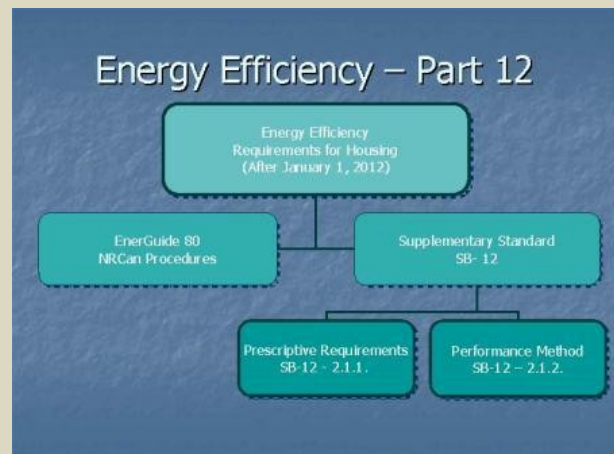 Energy Efficiency – Part 12
Energy Efficiency
Requirements for Housing
(After January 1, 2012)
EnerGuide 80
NRCan Procedures
Supplementary Standard
SB- 12
Prescriptive Requirements
SB-12 - 2.1.1.
Performance Method
SB-12 – 2.1.2.